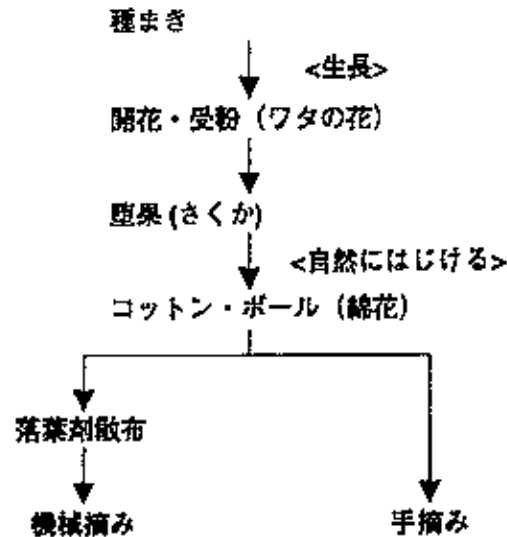 種まき
<生長>
開花・受粉（ワタの花）
蒴果(さくか)
<自然にはじける>
コットン・ボール（綿花）
落葉剤散布
機械摘み
手摘み